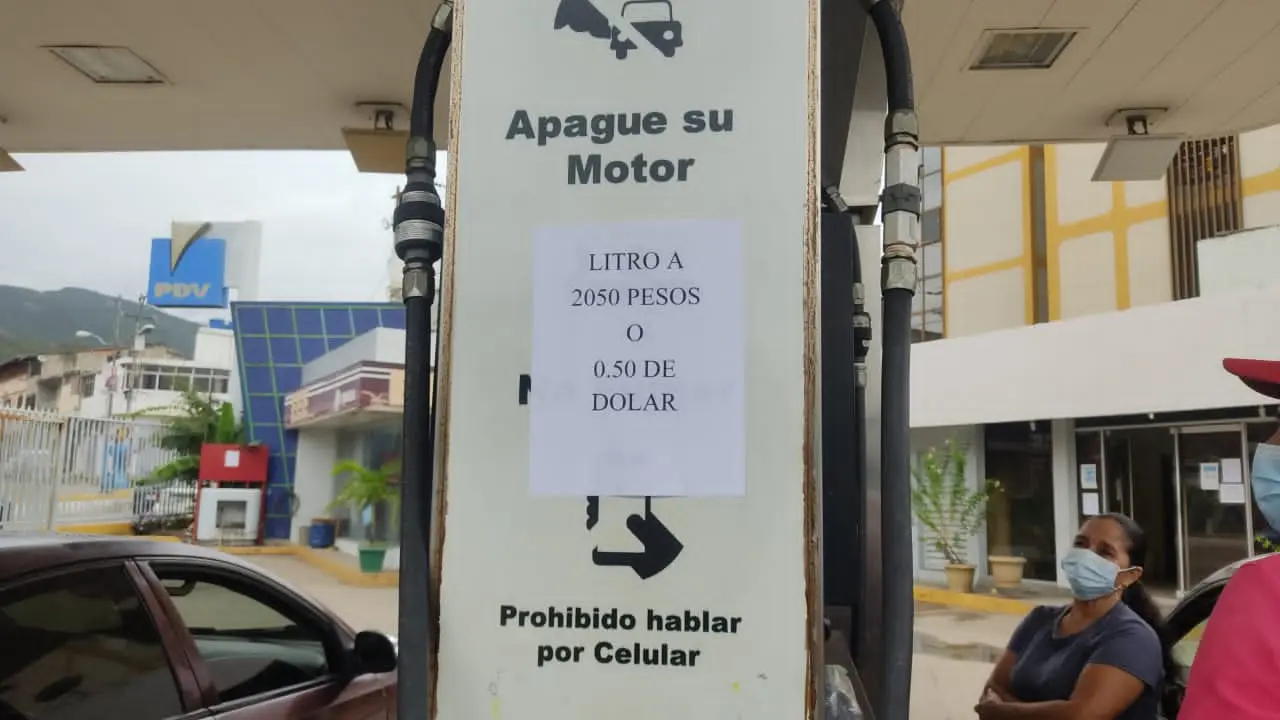 Apague su
Motor
LITRO A
2050 PESOS
O
0.50 DE
DOLAR
Prohibido hablar
por Celular
PDV